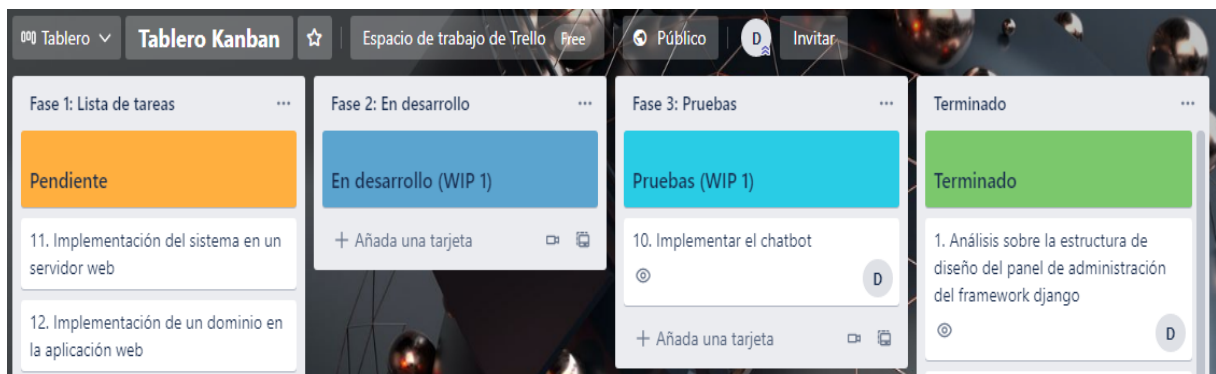 Tablero
Tablero Kanban
Espacio de trabajo de Trello
Free
Público
D
Invitar
Fase 1: Lista de tareas
Pendiente
11. Implementación del sistema en un
servidor web
12. Implementación de un dominio en
la aplicación web
Fase 2: En desarrollo
En desarrollo (WIP 1)
+ Añada una tarjeta
Fase 3: Pruebas
Pruebas (WIP 1)
10. Implementar el chatbot
D
+ Añada una tarjeta
Terminado
Terminado
1. Análisis sobre la estructura de
diseño del panel de administración
del framework django
D